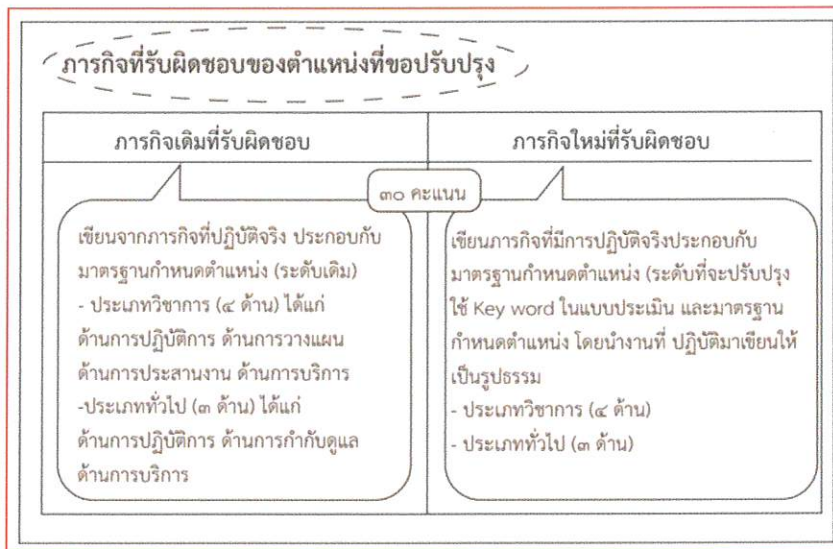 ภารกิจที่รับผิดชอบของตำแหน่งที่ขอปรับปรุง
ภารกิจเดิมที่รับผิดชอบ
ภารกิจใหม่ที่รับผิดชอบ
๓๐ คะแนน
เขียนจากภารกิจที่ปฏิบัติจริง ประกอบกับ
มาตรฐานกำหนดตำแหน่ง (ระดับเดิม)
- ประเภทวิชาการ (๔ ด้าน) ได้แก่
ด้านการปฏิบัติการ ด้านการวางแผน
ด้านการประสานงาน ด้านการบริการ
-ประเภททั่วไป (๓ ด้าน) ได้แก่
ด้านการปฏิบัติการ ด้านการกำกับดูแล
ด้านการบริการ
เขียนภารกิจที่มีการปฏิบัติจริงประกอบกับ
มาตรฐานกำหนดตำแหน่ง (ระดับที่จะปรับปรุง
ใช้ Key word ในแบบประเมิน และมาตรฐาน
กำหนดตำแหน่ง โดยนำงานที่ ปฏิบัติมาเขียนให้
เป็นรูปธรรม
- ประเภทวิชาการ (๔ ด้าน)
- ประเภททั่วไป (๓ ด้าน)